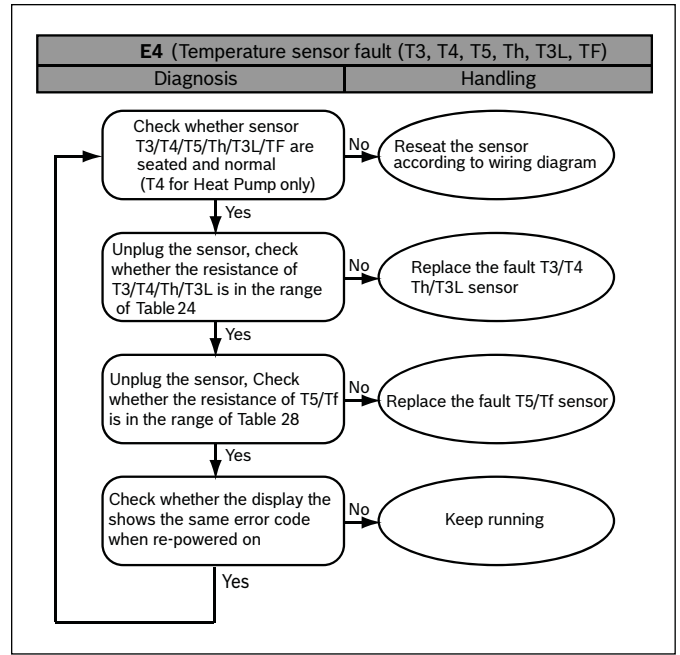 E4 (Temperature sensor fault (T3, T4, T5, Th, T3L, TF)
Diagnosis
Handling
Check whether sensor
T3/T4/T5/Th/T3L/TF are
seated and normal
(T4 for Heat Pump only)
No
Reseat the sensor
according to wiring diagram
Yes
Unplug the sensor, check
whether the resistance of
T3/T4/Th/T3L is in the range
of Table 24
No
Replace the fault T3/T4
Th/T3L sensor
Yes
Unplug the sensor, Check
whether the resistance of T5/Tf
is in the range of Table 28
No
Replace the fault T5/Tf sensor
Yes
Check whether the display the
shows the same error code
when re-powered on
No
Keep running
Yes